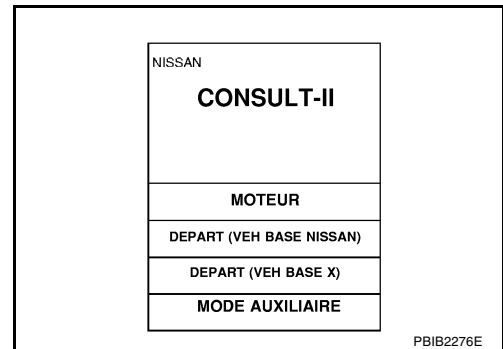 NISSAN
CONSULT-II
MOTEUR
DEPART (VEH BASE NISSAN)
DEPART (VEH BASE X)
MODE AUXILIAIRE
PBIB2276E